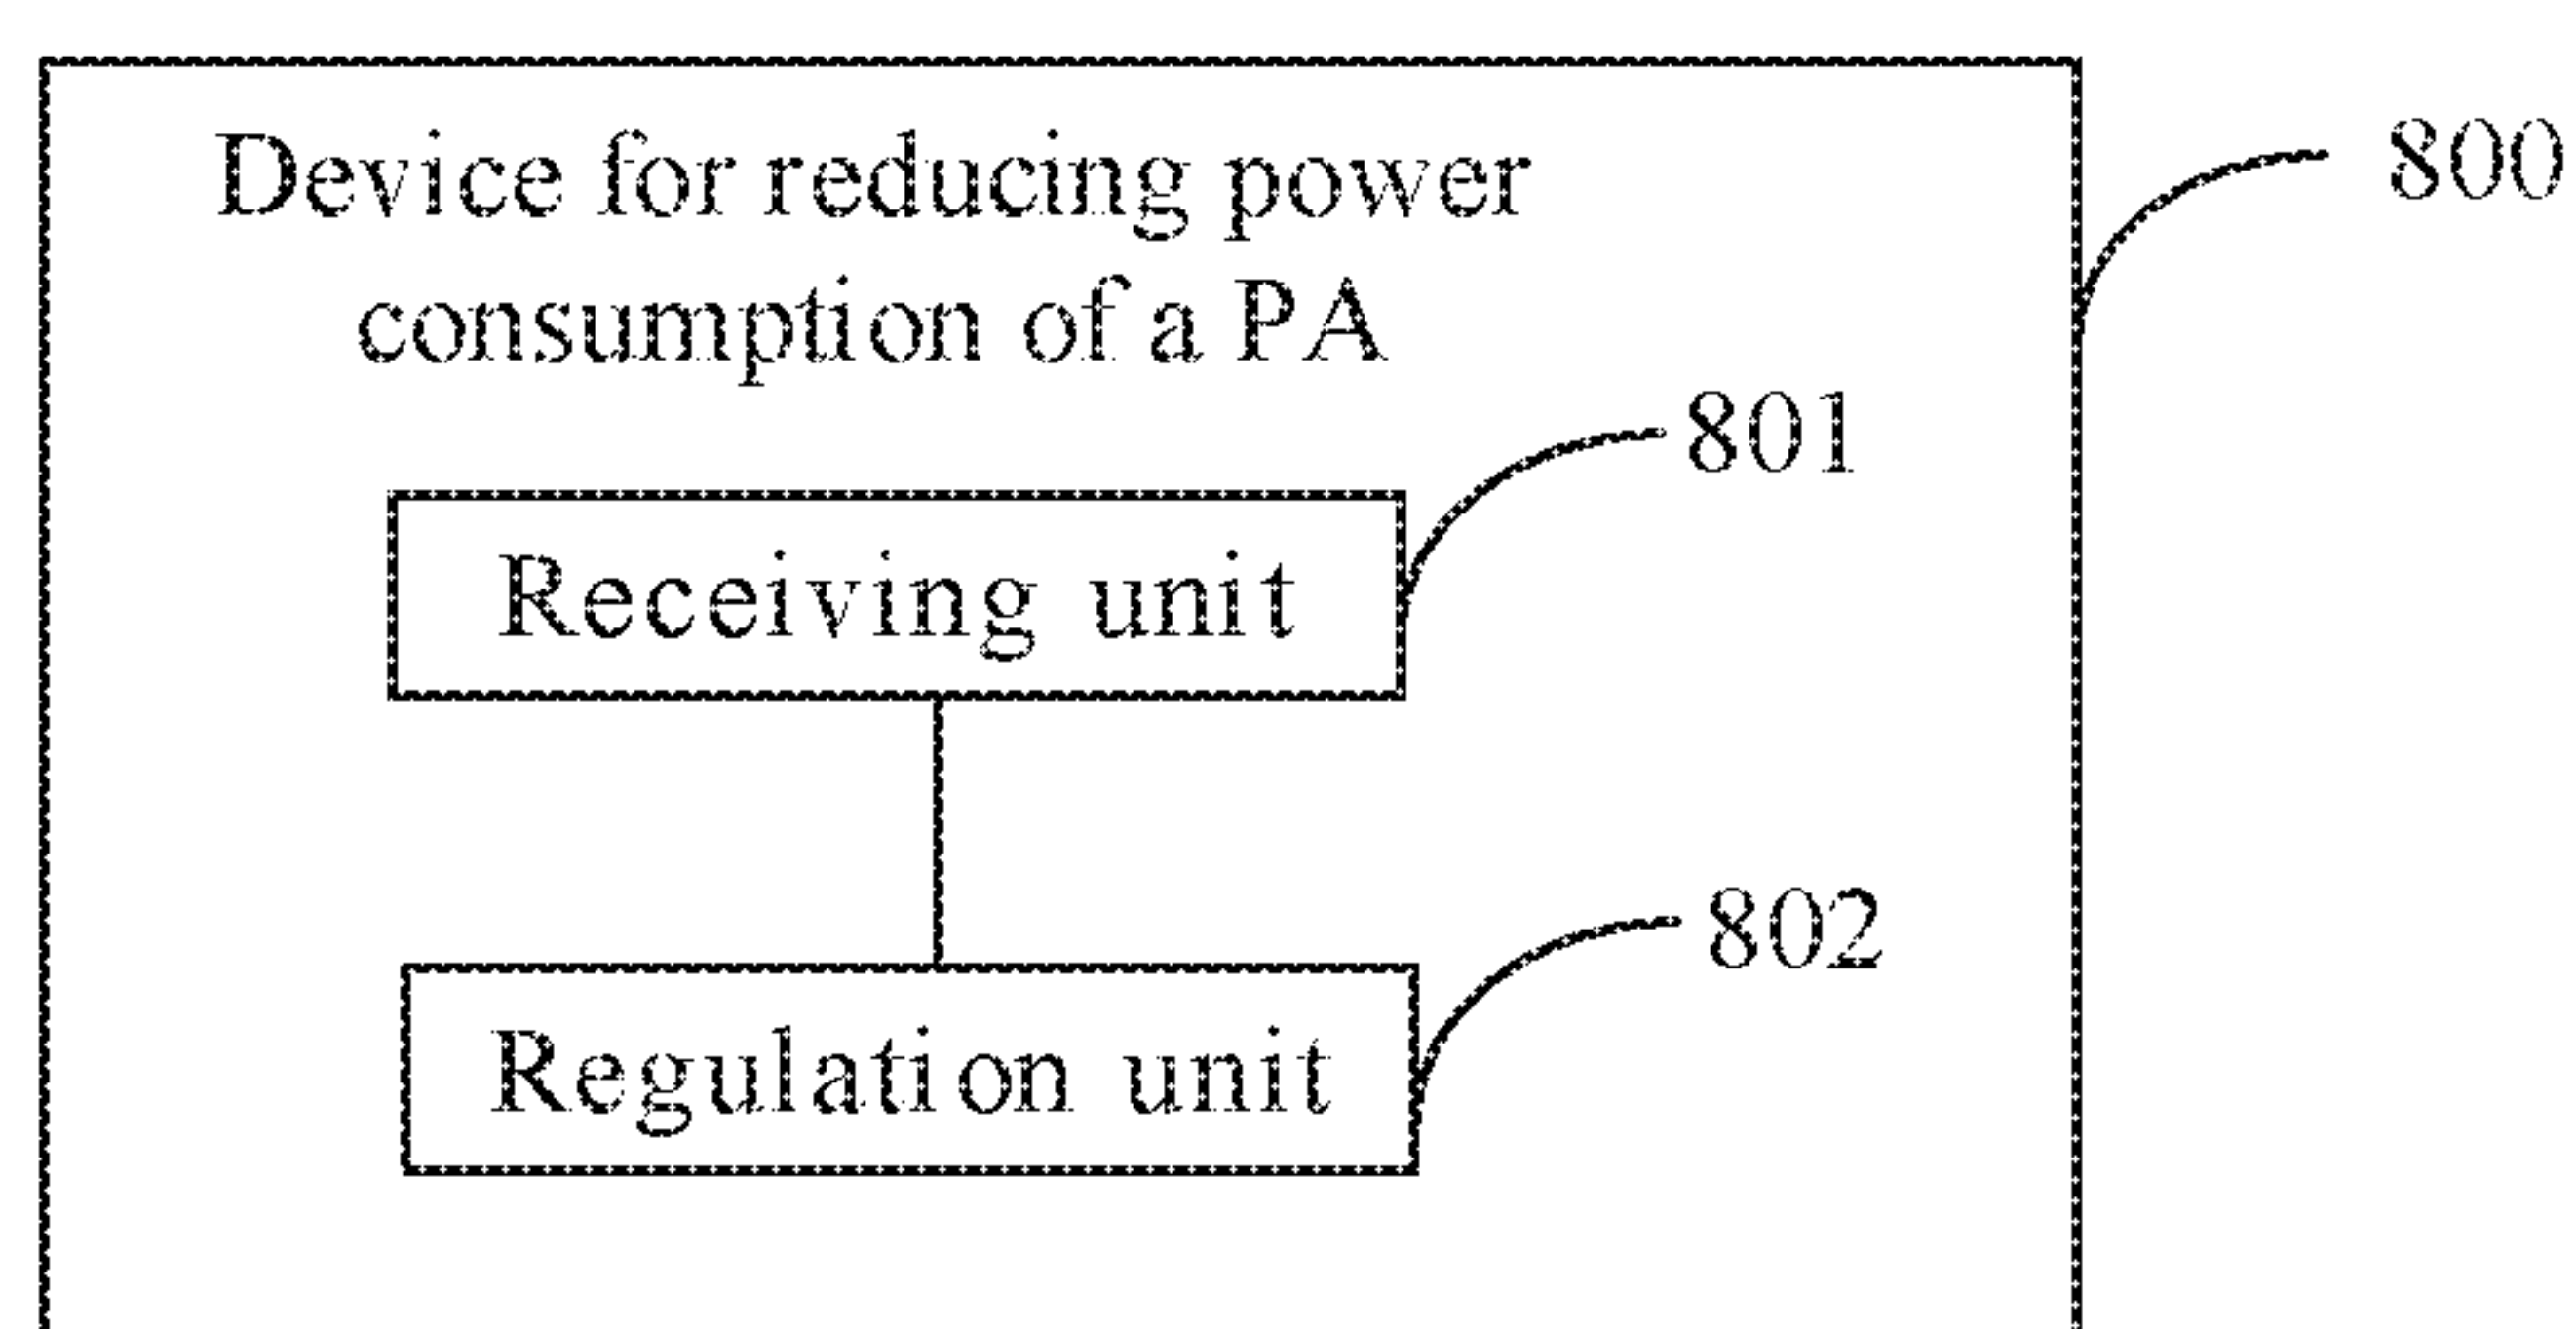 Device for reducing power
800
consumption of a PA
801
Receiving unit
802
Regulation unit